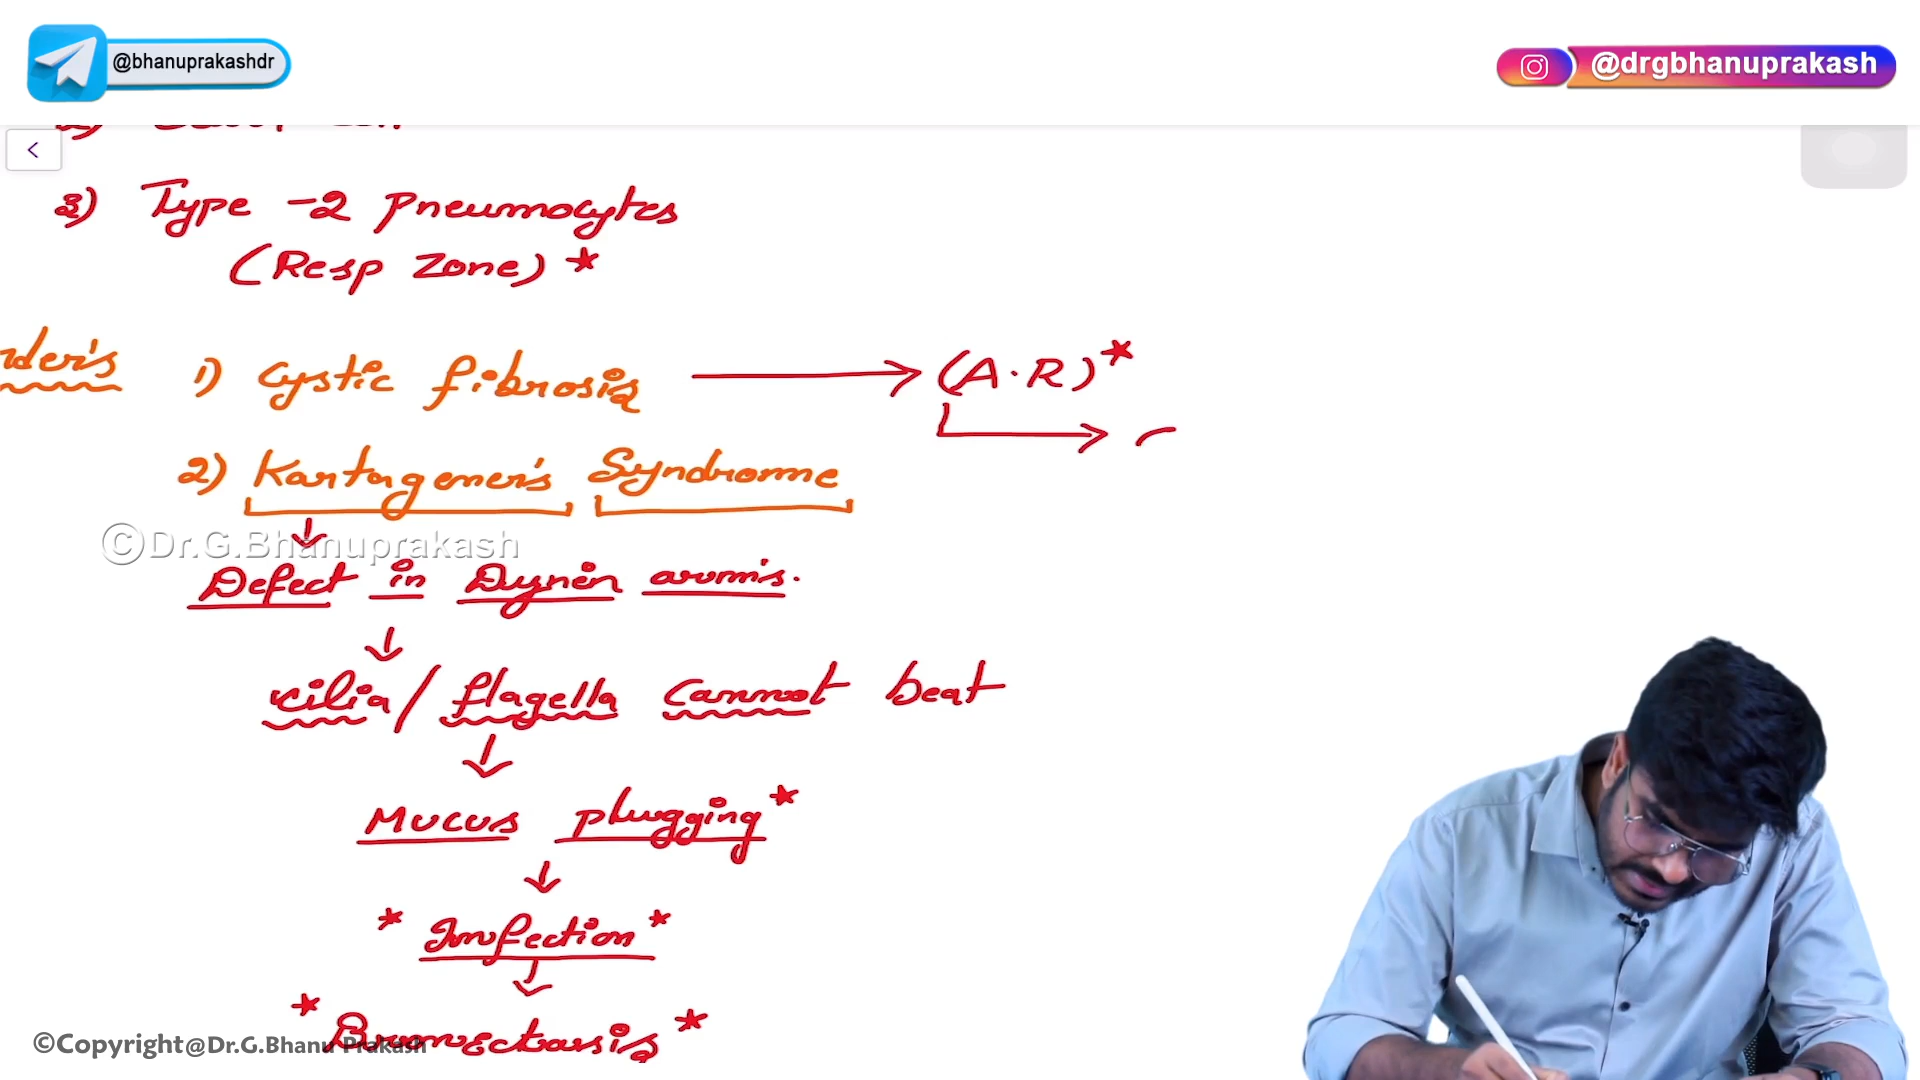 @bhanuprakashdr
@drgbhanuprakash
3) Type -2 pneumocytes
(Resp Zone) *
1) Cystic fibrosis → (A.R)*
2) Kartagener's Syndrome
©Dr.G.Bhanuprakash
Defect in Dynein arm's.
cilia/flagella cannot beat
Mucus plugging *
* Infection *
* Bronchiectasis *
©Copyright@Dr.G.Bhanu Prakash